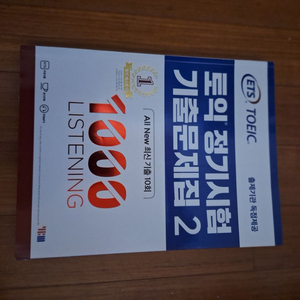 ETS TOEIC
토익 정기시험
기출문제집 2
출제기관 독점제공
1
All New 최신 기출 10회
1000
LISTENING
YBM